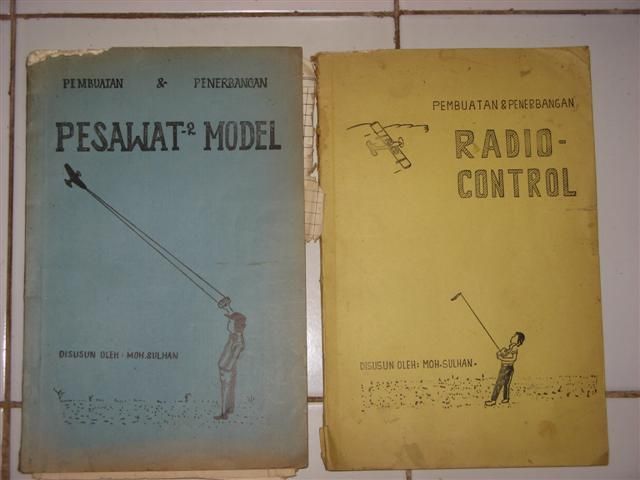 PEMBUATAN & PENERBANGAN
PESAWAT-2 MODEL
DISUSUN OLEH: MOH.SULHAN
PEMBUATAN & PENERBANGAN
RADIO-
CONTROL
DISUSUN OLEH: MOH.SULHAN.